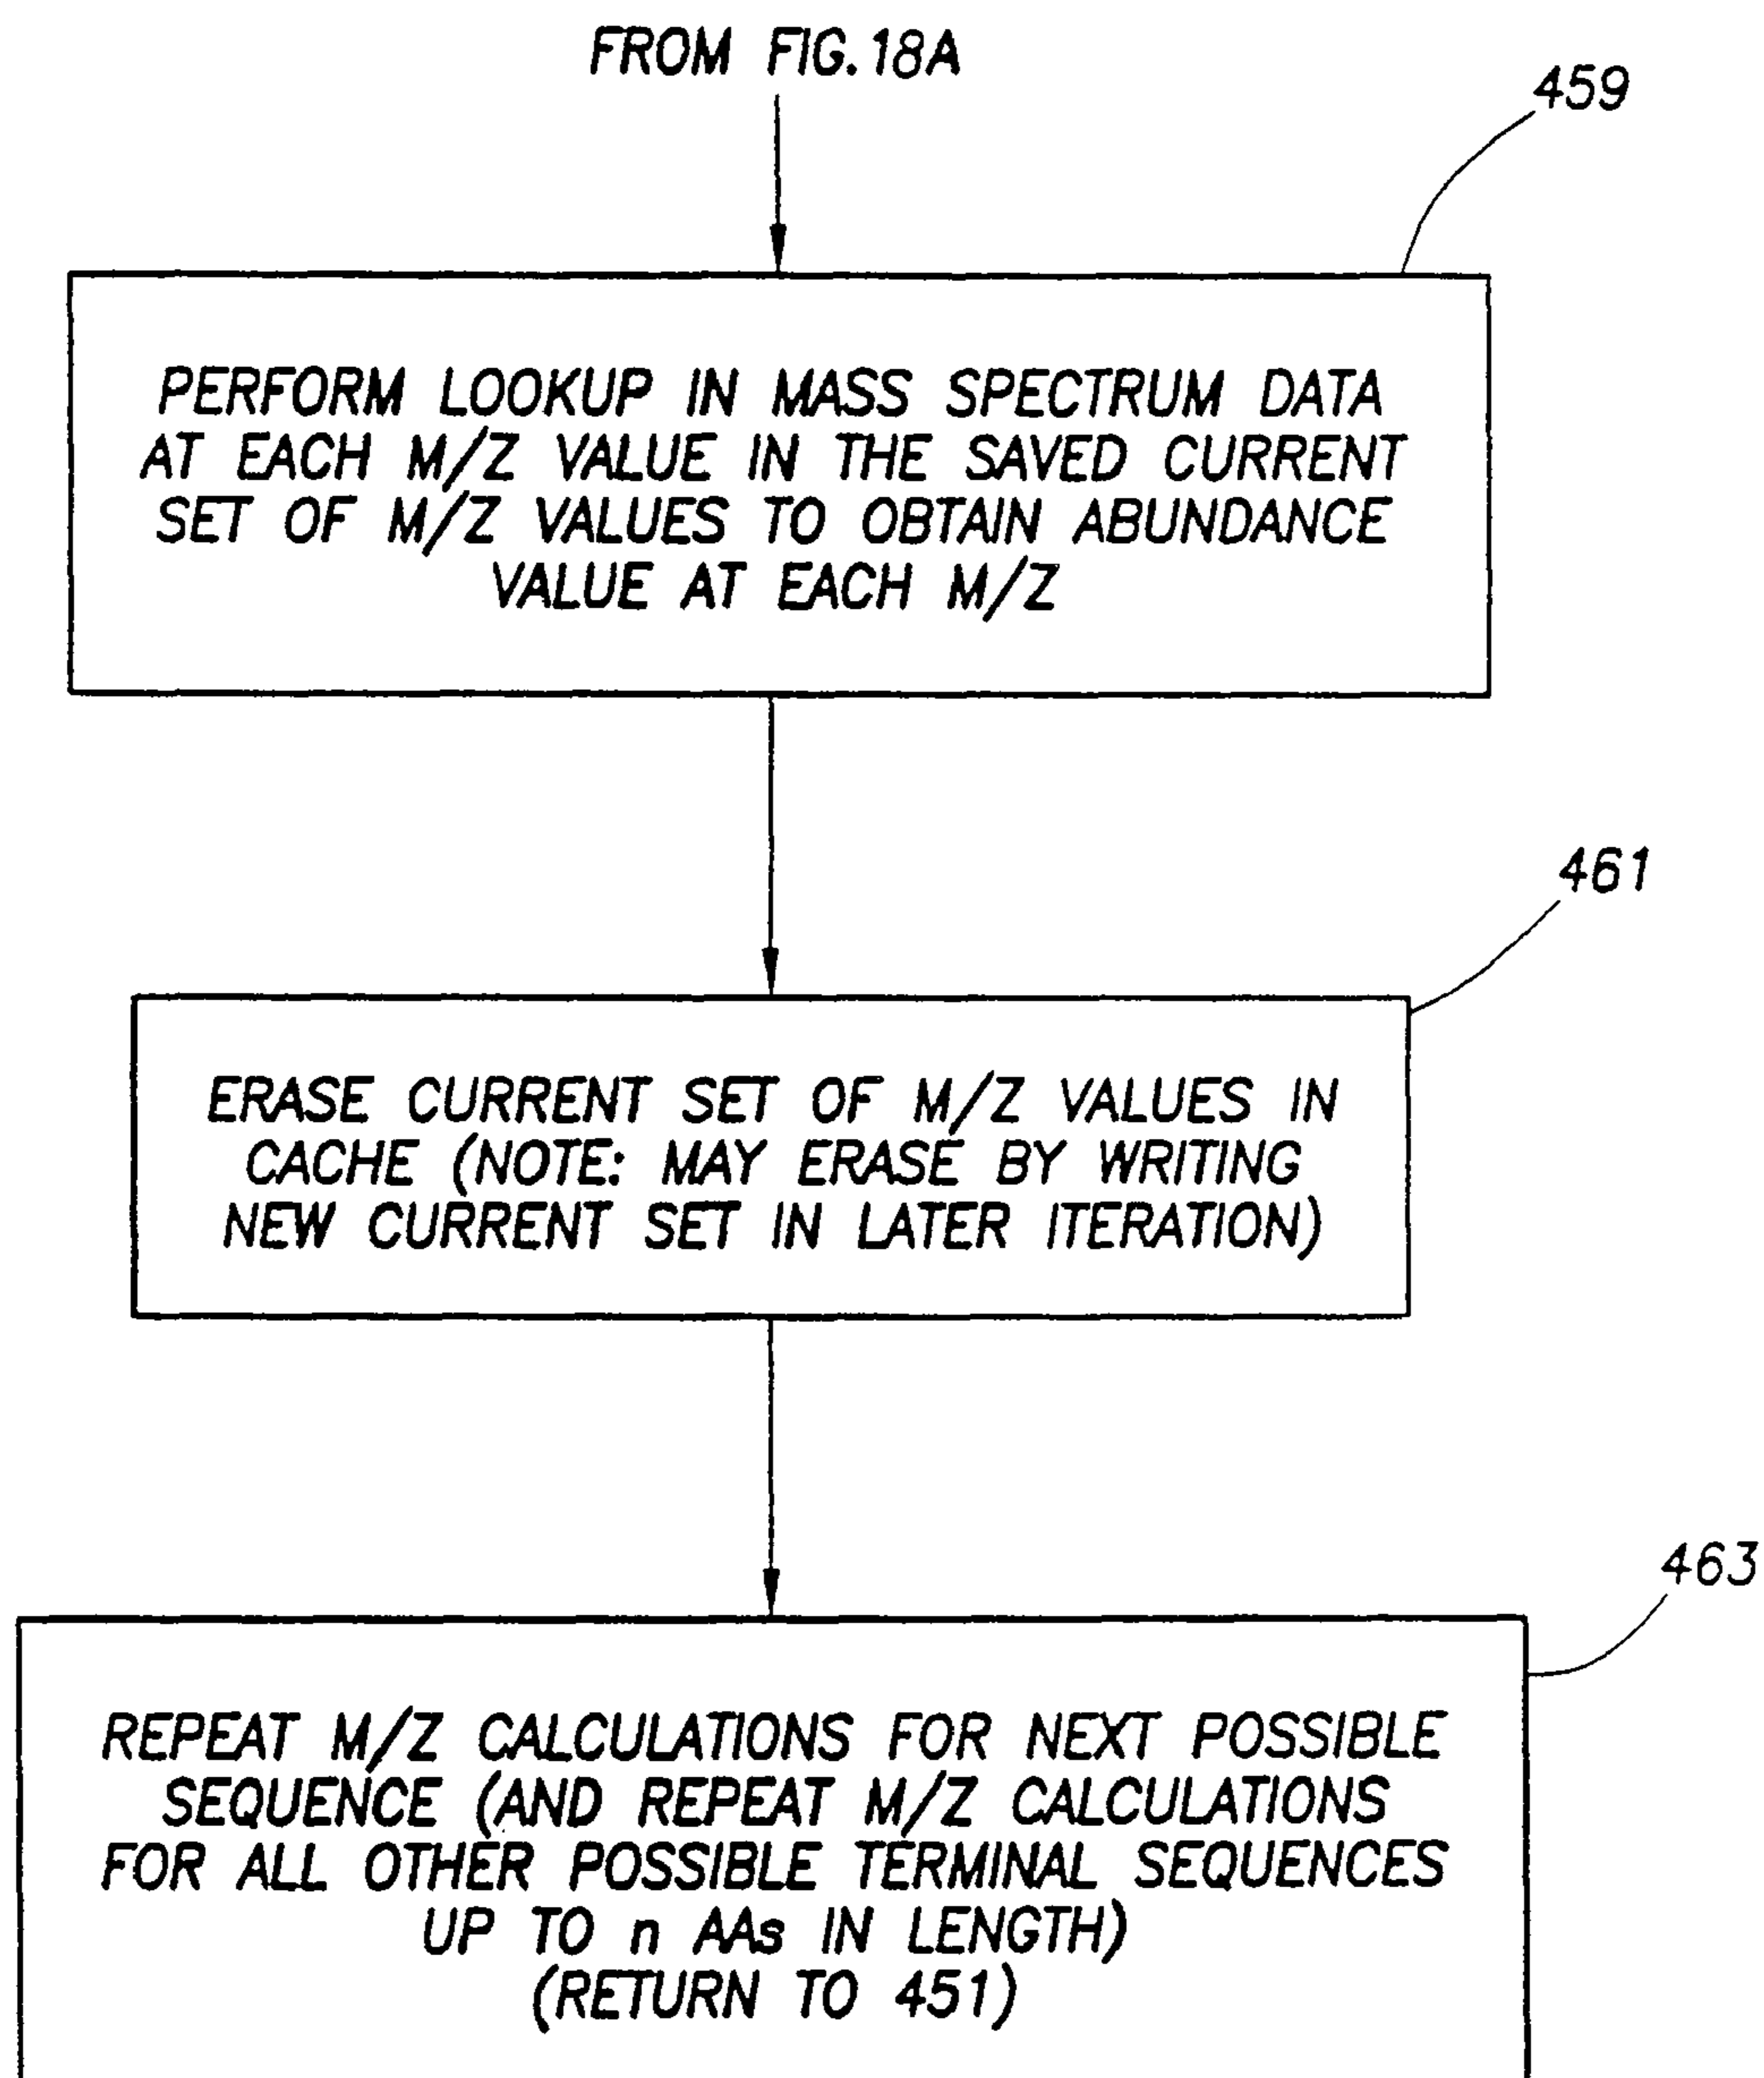 FROM FIG.18A
459
PERFORM LOOKUP IN MASS SPECTRUM DATA
AT EACH M/Z VALUE IN THE SAVED CURRENT
SET OF M/Z VALUES TO OBTAIN ABUNDANCE
VALUE AT EACH M/Z
461
ERASE CURRENT SET OF M/Z VALUES IN
CACHE (NOTE: MAY ERASE BY WRITING
NEW CURRENT SET IN LATER ITERATION)
463
REPEAT M/Z CALCULATIONS FOR NEXT POSSIBLE
SEQUENCE (AND REPEAT M/Z CALCULATIONS
FOR ALL OTHER POSSIBLE TERMINAL SEQUENCES
UP TO n AAs IN LENGTH)
(RETURN TO 451)